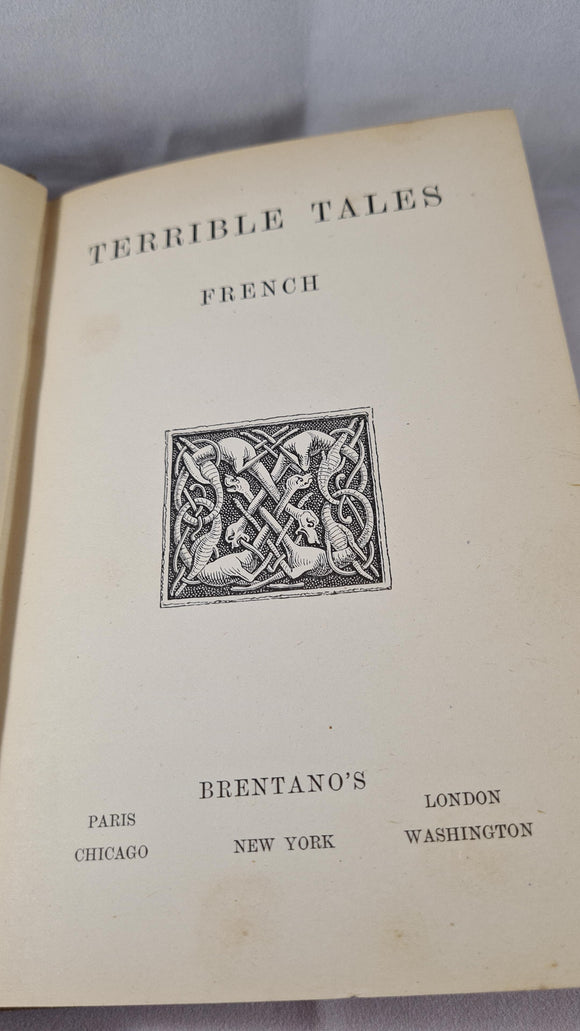 TERRIBLE TALES
FRENCH
BRENTANO'S
PARIS
CHICAGO
NEW YORK
LONDON
WASHINGTON